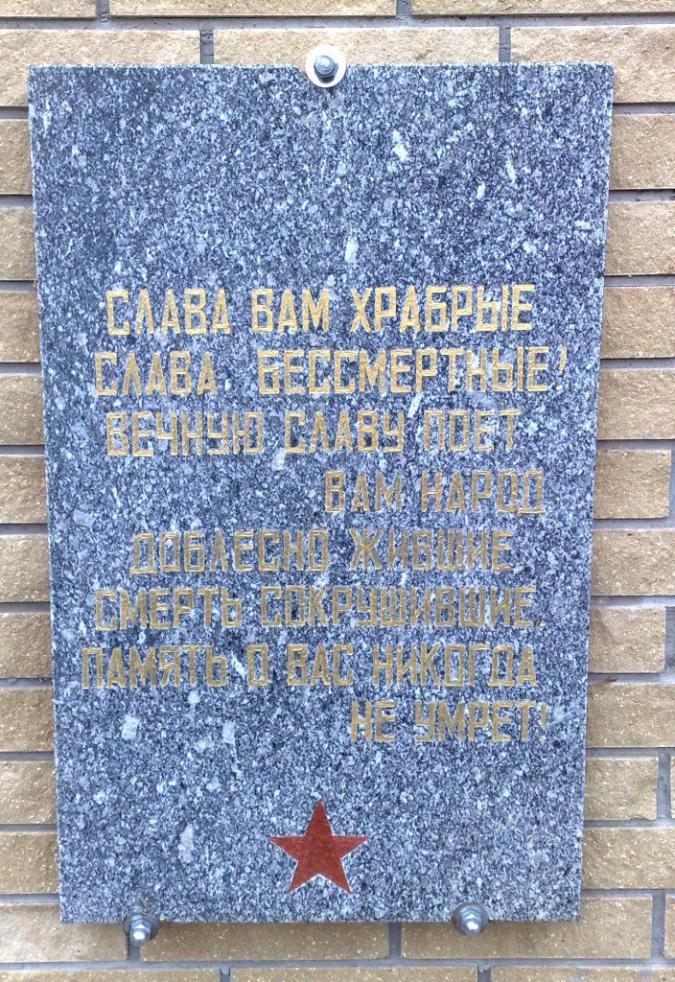 СЛАВА ВАМ ХРАБРЫЕ
СЛАВА, БЕССМЕРТНЫЕ!
ВЕЧНУЮ СЛАВУ ПОЕТ
ВАМ НАРОД
ДОБЛЕСНО ЖИВШИЕ
СМЕРТЬ СОКРУШИВШИЕ.
ПАМЯТЬ О ВАС НИКОГДА
НЕ УМРЕТ!